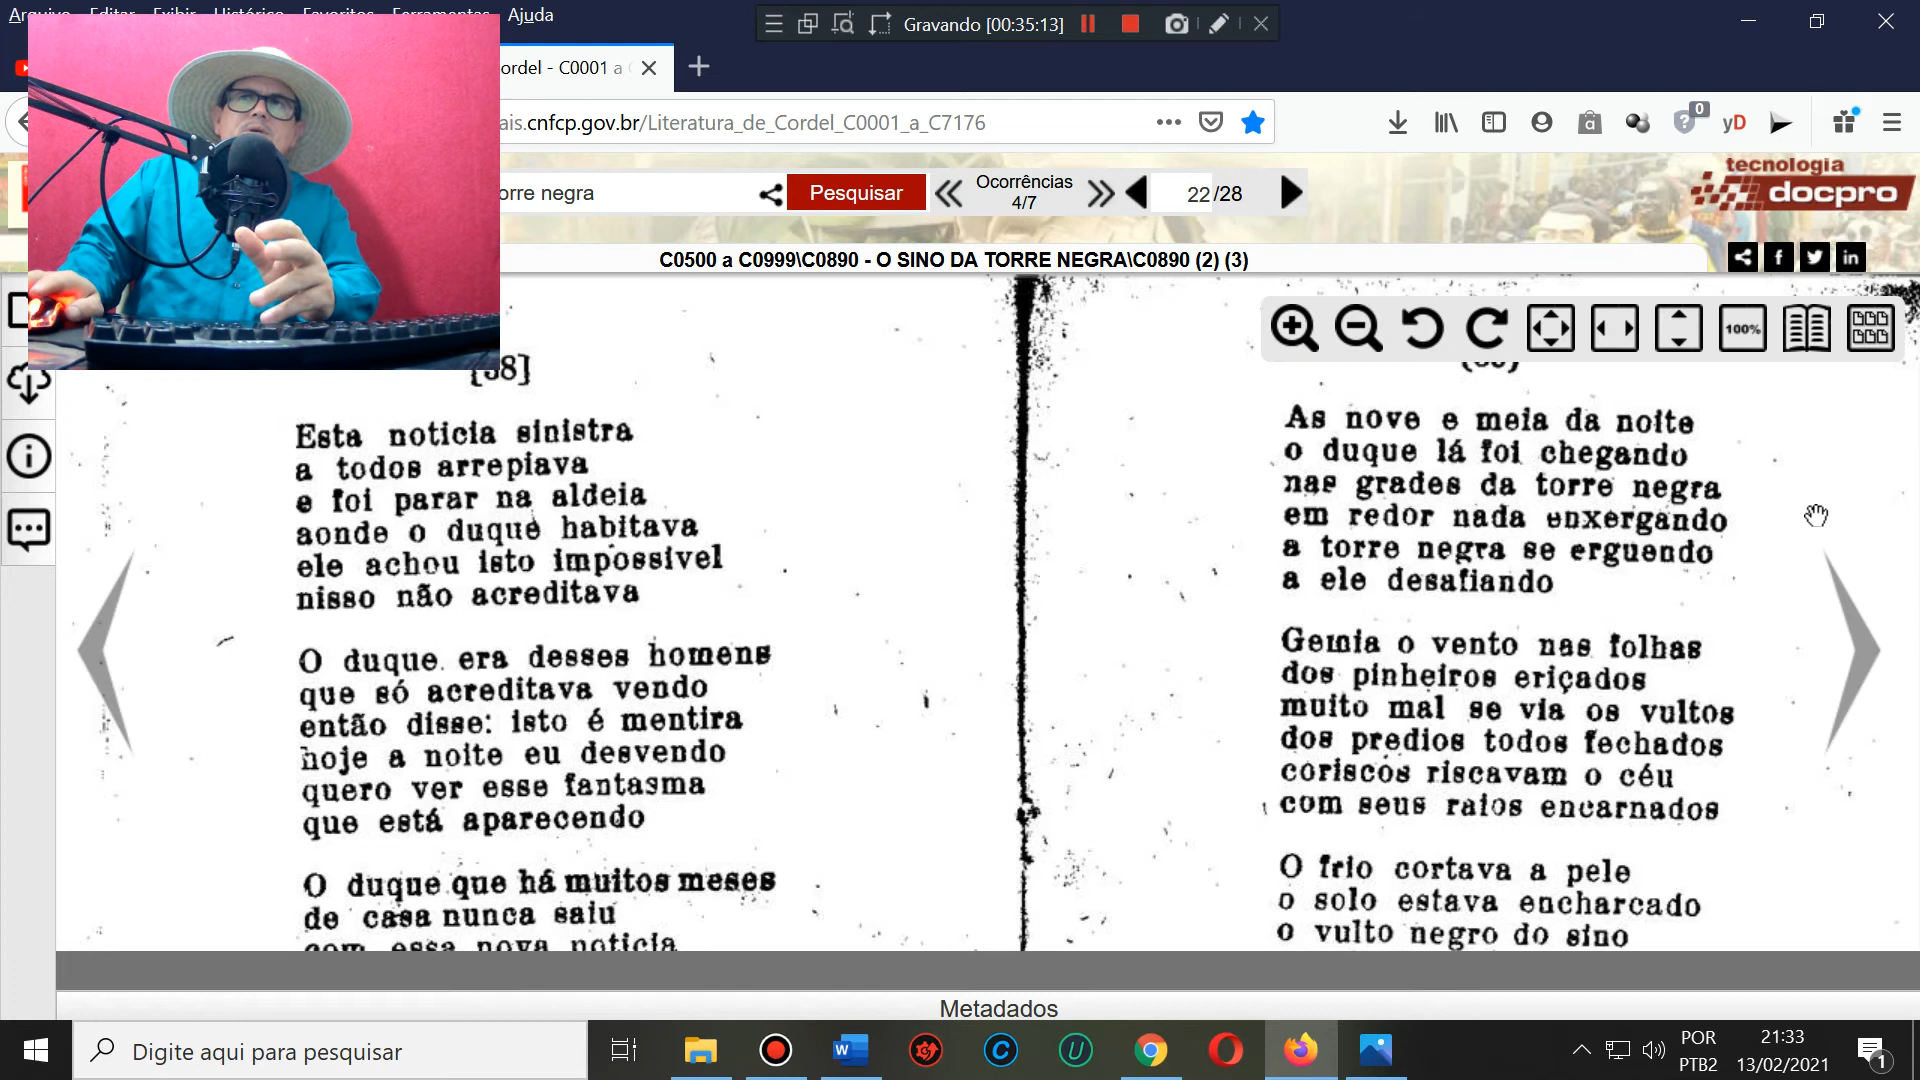 Arquivo Editar Exibir Histórico Favoritos Ferramentas Ajuda
Gravando [00:35:13]
ordel - C0001 a
ais.cnfcp.gov.br/Literatura_de_Cordel_C0001_a_C7176
0
yD
tecnologia
docpro
orre negra
Pesquisar
Ocorrências
4/7
22 /28
C0500 a C0999\C0890 - O SINO DA TORRE NEGRA\C0890 (2) (3)
100%
Esta noticia sinistra
a todos arrepiava
e foi parar na aldeia
aonde o duque habitava
ele achou isto impossivel
nisso não acreditava
O duque era desses homens
que só acreditava vendo
então disse: isto é mentira
hoje a noite eu desvendo
quero ver esse fantasma
que está aparecendo
O duque que há muitos meses
de casa nunca saiu
com essa nova noticia
As nove e meia da noite
o duque lá foi chegando
nas grades da torre negra
em redor nada enxergando
a torre negra se erguendo
a ele desafiando
Gemia o vento nas folhas
dos pinheiros eriçados
muito mal se via os vultos
dos predios todos fechados
coriscos riscavam o céu
com seus raios encarnados
O frio cortava a pele
o solo estava encharcado
o vulto negro do sino
Metadados
Digite aqui para pesquisar
POR
PTB2
21:33
13/02/2021
1